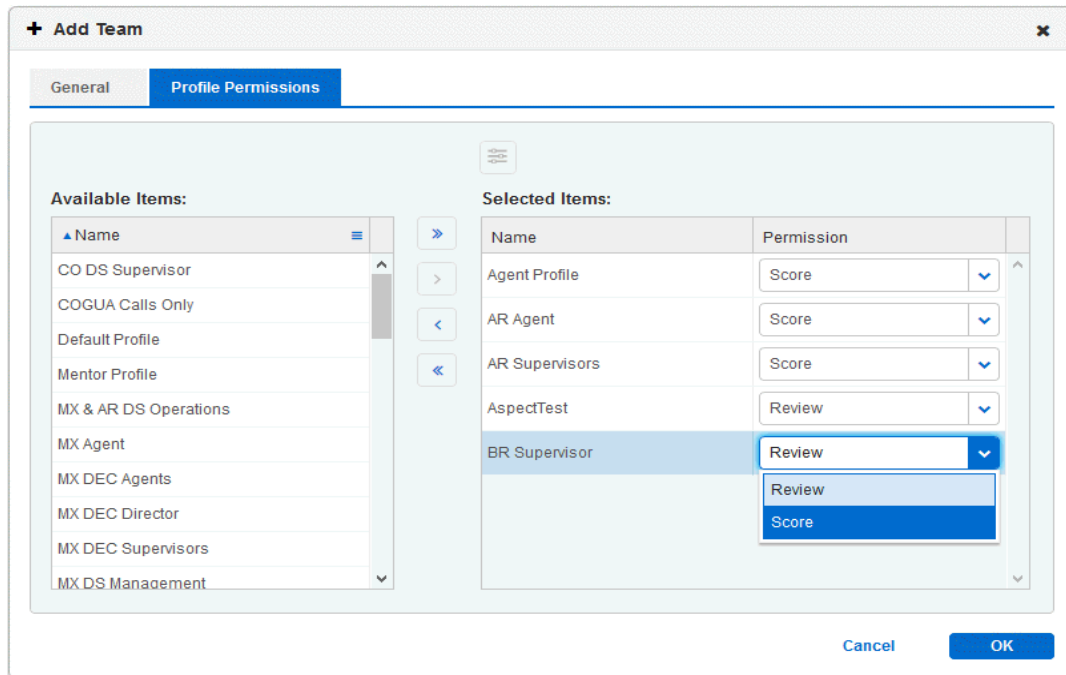 Add Team
General
Profile Permissions
Available Items:
Selected Items:
Name
CO DS Supervisor
COGUA Calls Only
Default Profile
Mentor Profile
MX & AR DS Operations
MX Agent
MX DEC Agents
MX DEC Director
MX DEC Supervisors
MX DS Management
Name Permission
Agent Profile Score
AR Agent Score
AR Supervisors Score
AspectTest Review
BR Supervisor Review
Review
Score
Cancel
OK